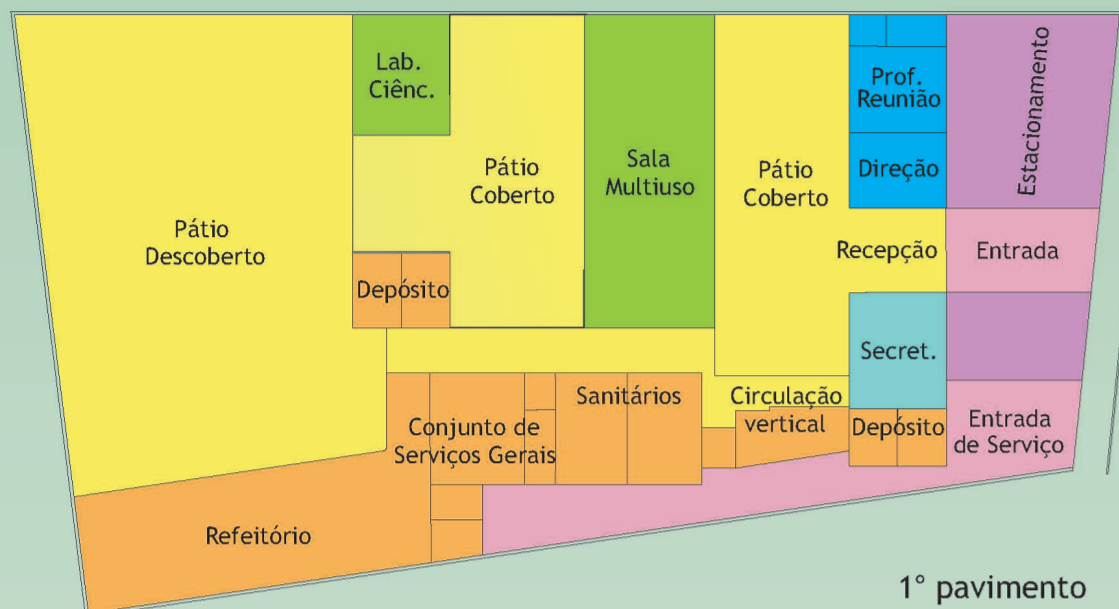 Lab.
Ciênc.
Pátio
Descoberto
Depósito
Pátio
Coberto
Sala
Multiuso
Pátio
Coberto
Prof.
Reunião
Direção
Estacionamento
Recepção
Entrada
Secret.
Sanitários
Conjunto de
Serviços Gerais
Circulação
vertical
Depósito
Entrada
de Serviço
Refeitório
1° pavimento